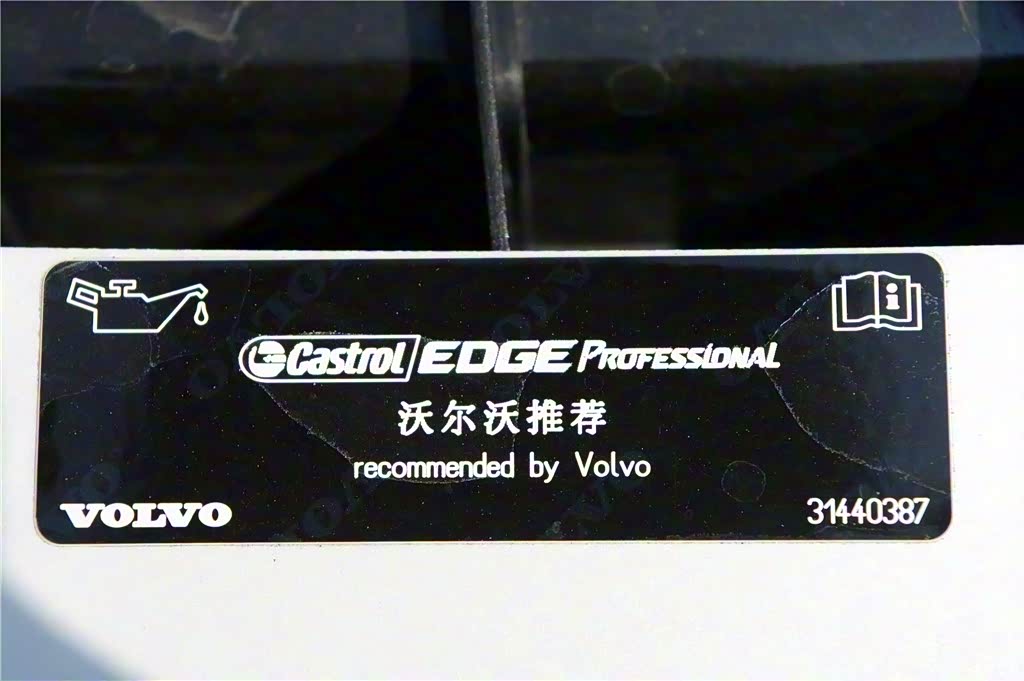 Castrol EDGE PROFESSIONAL
沃尔沃推荐
recommended by Volvo
VOLVO
31440387